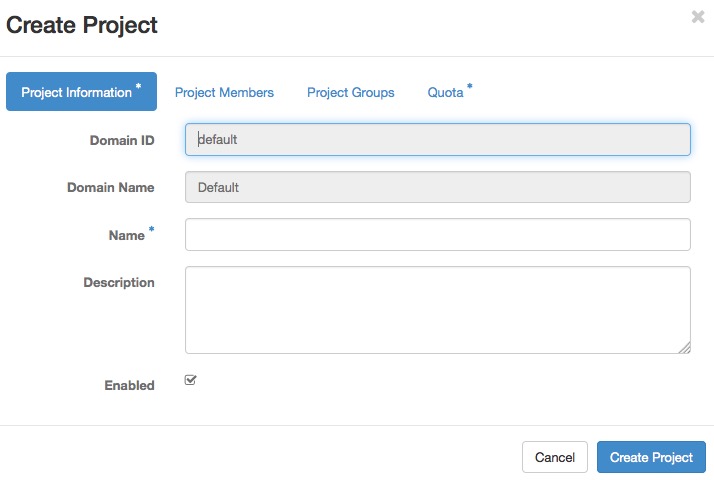 Create Project
Project Information *
Project Members
Project Groups
Quota *
Domain ID
default
Domain Name
Default
Name *
Description
Enabled
Cancel
Create Project